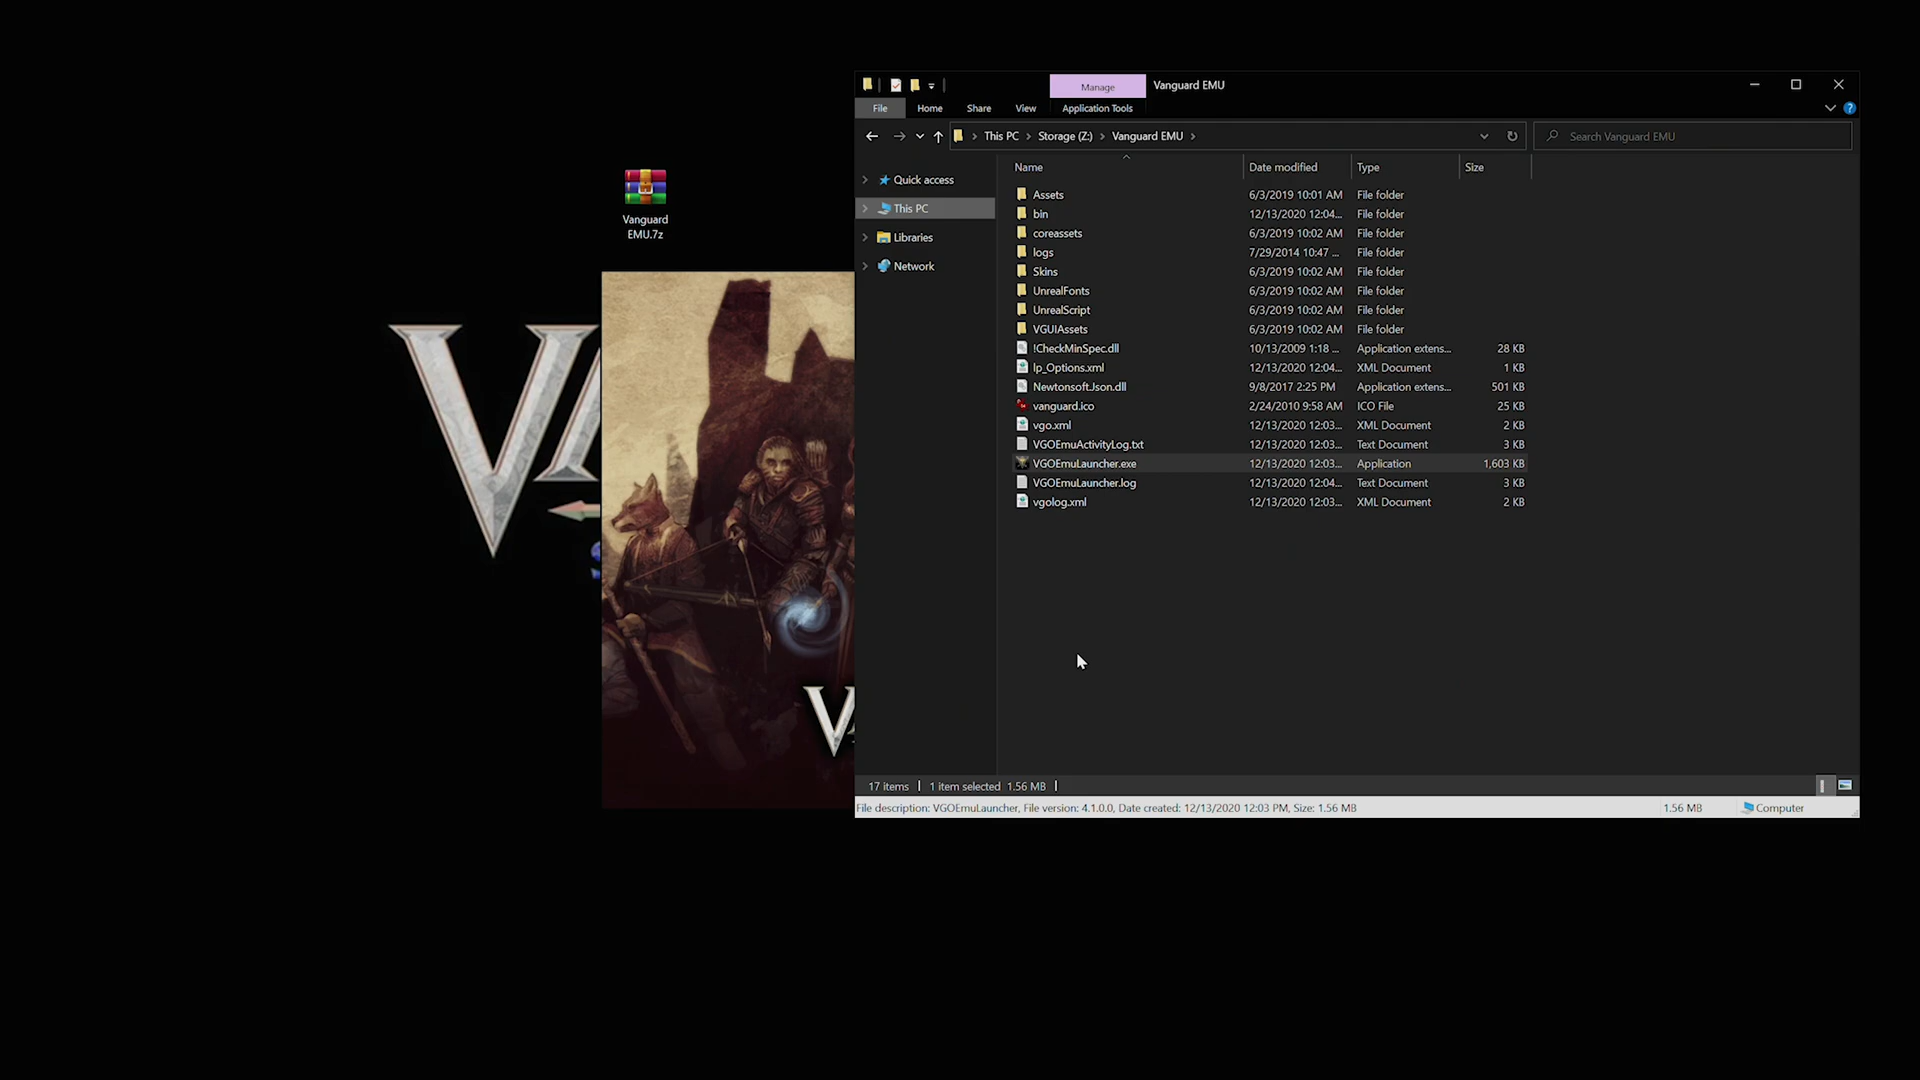 Vanguard
EMU.7z
Manage
Vanguard EMU
File
Home
Share
View
Application Tools
This PC
Storage (Z:)
Vanguard EMU
Search Vanguard EMU
Quick access
This PC
Libraries
Network
Name Date modified Type Size
Assets 6/3/2019 10:01 AM File folder
bin 12/13/2020 12:04... File folder
coreassets 6/3/2019 10:02 AM File folder
logs 7/29/2014 10:47 ... File folder
Skins 6/3/2019 10:02 AM File folder
UnrealFonts 6/3/2019 10:02 AM File folder
UnrealScript 6/3/2019 10:02 AM File folder
VGUIAssets 6/3/2019 10:02 AM File folder
!CheckMinSpec.dll 10/13/2009 1:18 ... Application extens... 28 KB
lp_Options.xml 12/13/2020 12:04... XML Document 1 KB
Newtonsoft.Json.dll 9/8/2017 2:25 PM Application extens... 501 KB
vanguard.ico 2/24/2010 9:58 AM ICO File 25 KB
vgo.xml 12/13/2020 12:03... XML Document 2 KB
VGOEmuActivityLog.txt 12/13/2020 12:03... Text Document 3 KB
VGOEmuLauncher.exe 12/13/2020 12:03... Application 1,603 KB
VGOEmuLauncher.log 12/13/2020 12:04... Text Document 3 KB
vgolog.xml 12/13/2020 12:03... XML Document 2 KB
17 items 1 item selected 1.56 MB
File description: VGOEmuLauncher, File version: 4.1.0.0, Date created: 12/13/2020 12:03 PM, Size: 1.56 MB 1.56 MB Computer